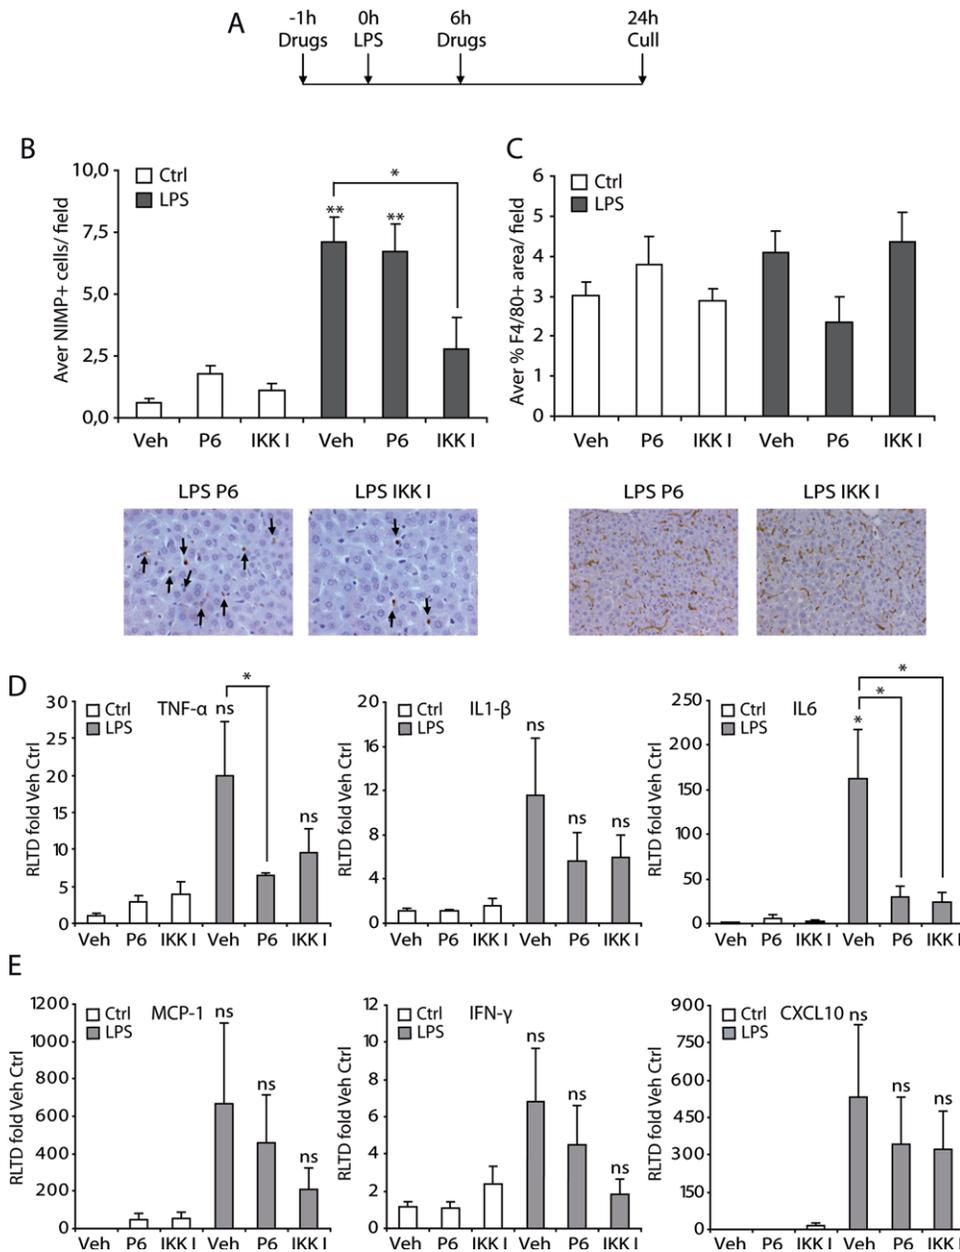 A
-1h 0h 6h 24h
Drugs LPS Drugs Cull
B
Aver NIMP+ cells/ field
10,0
7,5
5,0
2,5
0,0
Ctrl
LPS
*
** **
Veh P6 IKK I Veh P6 IKK I
LPS P6 LPS IKK I
C
Aver % F4/80+ area/ field
6
5
4
3
2
1
0
Ctrl
LPS
Veh P6 IKK I Veh P6 IKK I
LPS P6 LPS IKK I
D
RLTD fold Veh Ctrl
30
25
20
15
10
5
0
Ctrl
LPS
TNF-α
*
ns ns
Veh P6 IKK I Veh P6 IKK I
RLTD fold Veh Ctrl
20
16
12
8
4
0
Ctrl
LPS
IL1-β
ns ns ns
Veh P6 IKK I Veh P6 IKK I
RLTD fold Veh Ctrl
250
200
150
100
50
0
Ctrl
LPS
IL6
*
*
*
Veh P6 IKK I Veh P6 IKK I
E
RLTD fold Veh Ctrl
1200
1000
800
600
400
200
0
Ctrl
LPS
MCP-1
ns ns ns
Veh P6 IKK I Veh P6 IKK I
RLTD fold Veh Ctrl
12
10
8
6
4
2
0
Ctrl
LPS
IFN-γ
ns ns ns
Veh P6 IKK I Veh P6 IKK I
RLTD fold Veh Ctrl
900
750
600
450
300
150
0
Ctrl
LPS
CXCL10
ns ns ns
Veh P6 IKK I Veh P6 IKK I